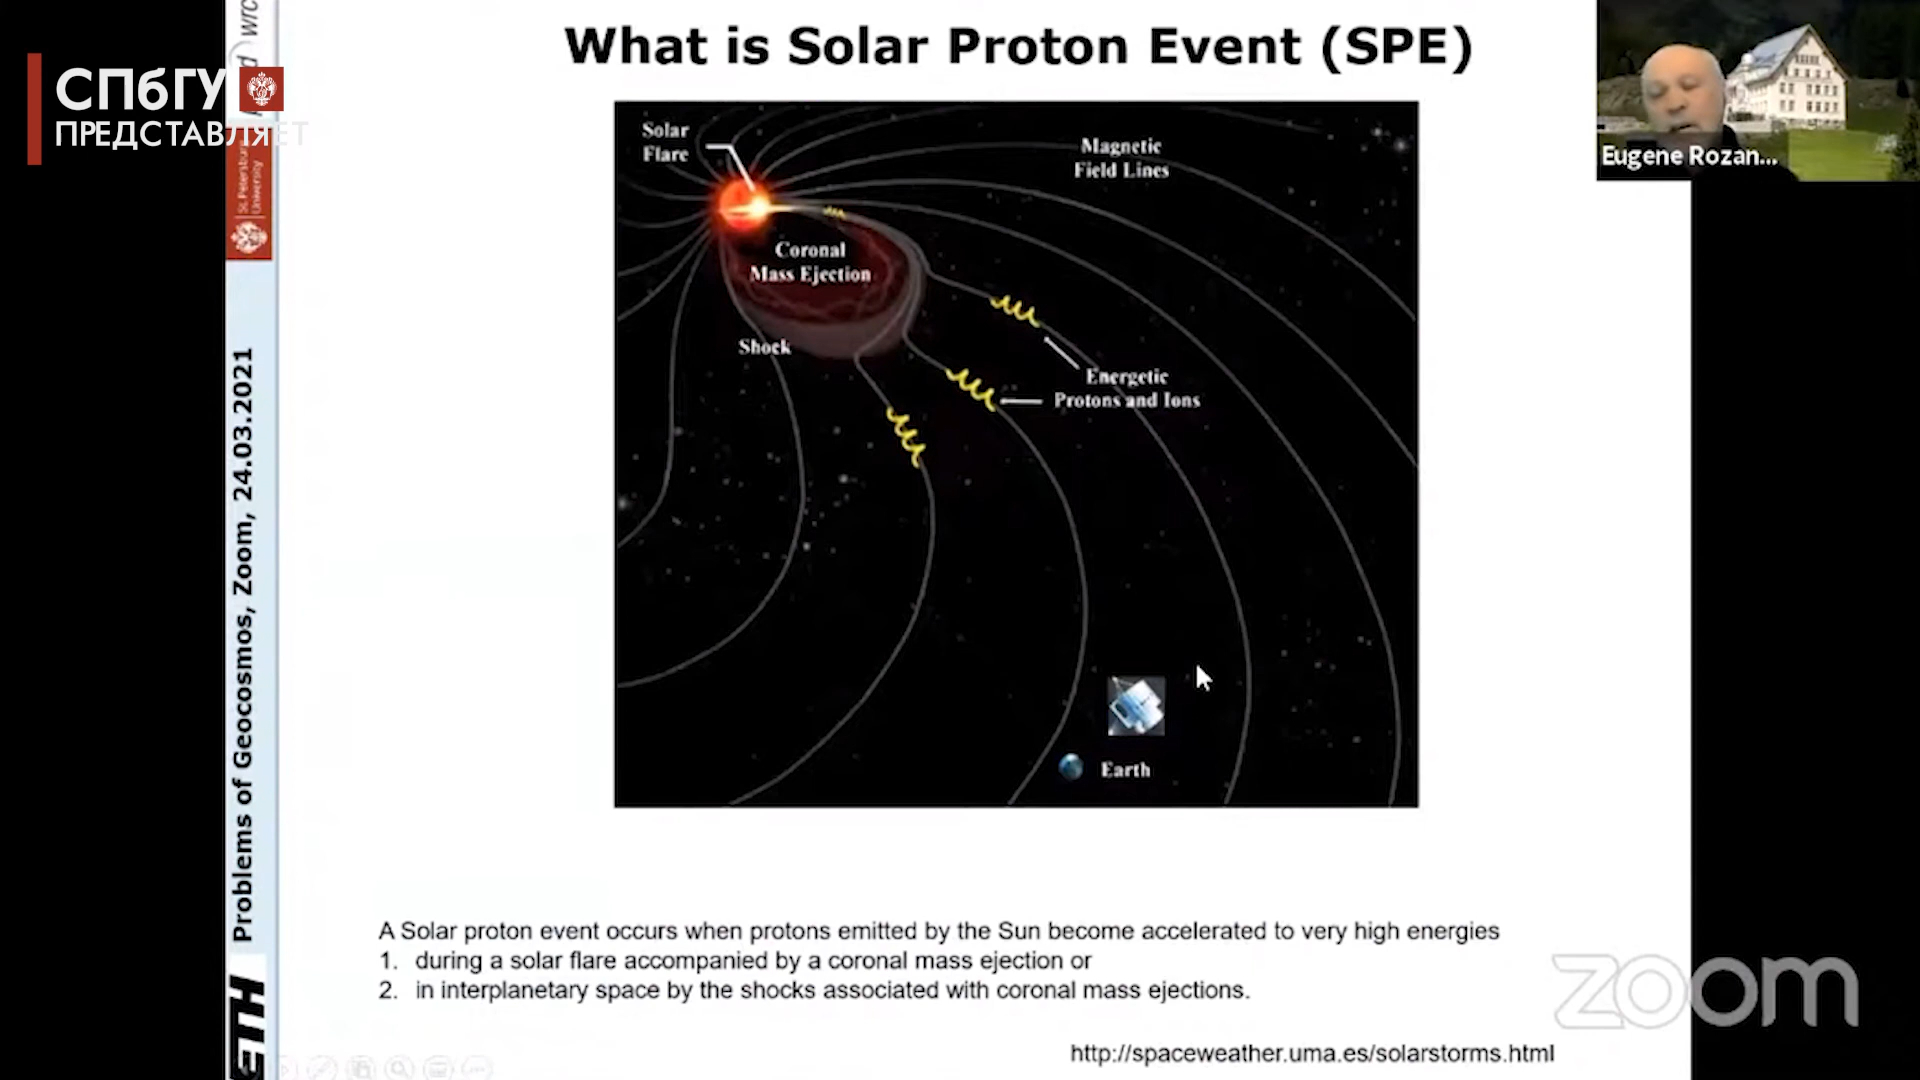 What is Solar Proton Event (SPE)
СПбГУ
ПРЕДСТАВЛЯЕТ
Eugene Rozan...
Solar
Flare
Magnetic
Field Lines
Coronal
Mass Ejection
Shock
Energetic
Protons and Ions
Earth
wrc
d
St. Petersburg
University
Problems of Geocosmos, Zoom, 24.03.2021
ETH
A Solar proton event occurs when protons emitted by the Sun become accelerated to very high energies
1. during a solar flare accompanied by a coronal mass ejection or
2. in interplanetary space by the shocks associated with coronal mass ejections.
http://spaceweather.uma.es/solarstorms.html
zoom